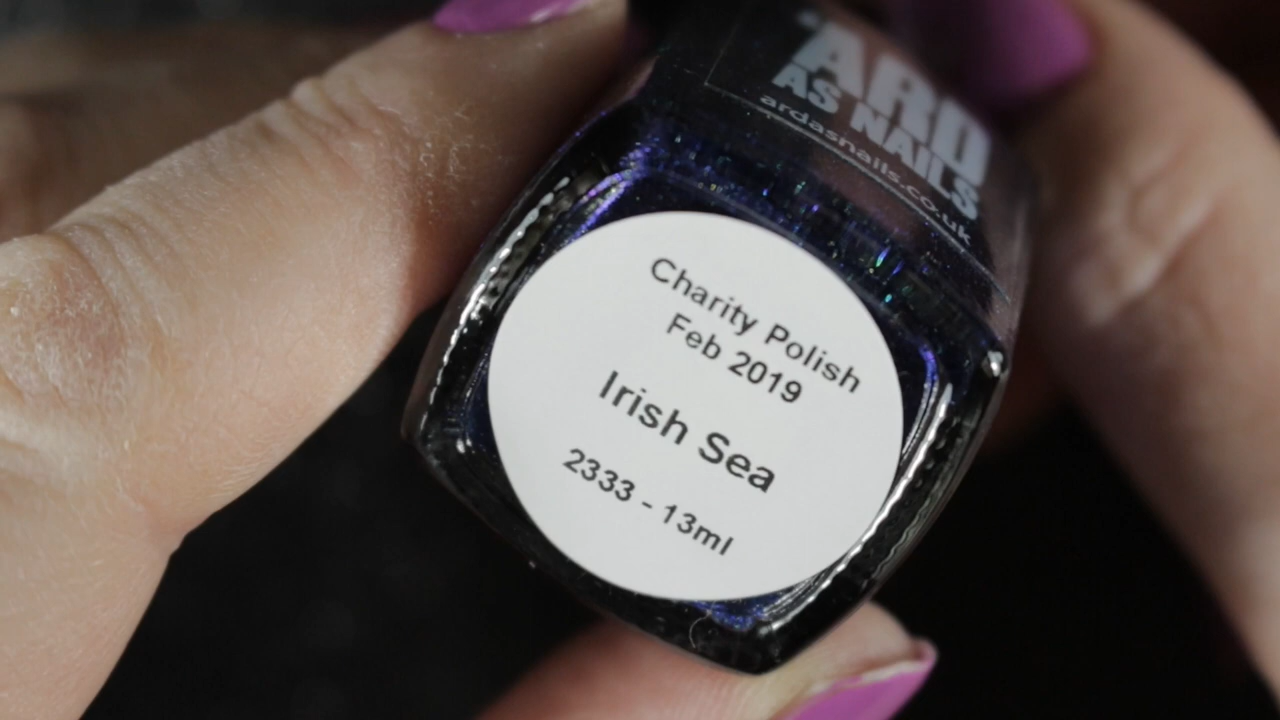 'ARD
AS NAILS
ardasnails.co.uk
Charity Polish
Feb 2019
Irish Sea
2333 - 13ml